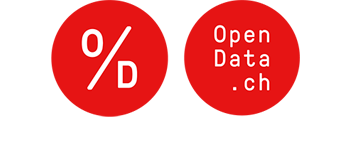 O/D
Open
Data
.ch